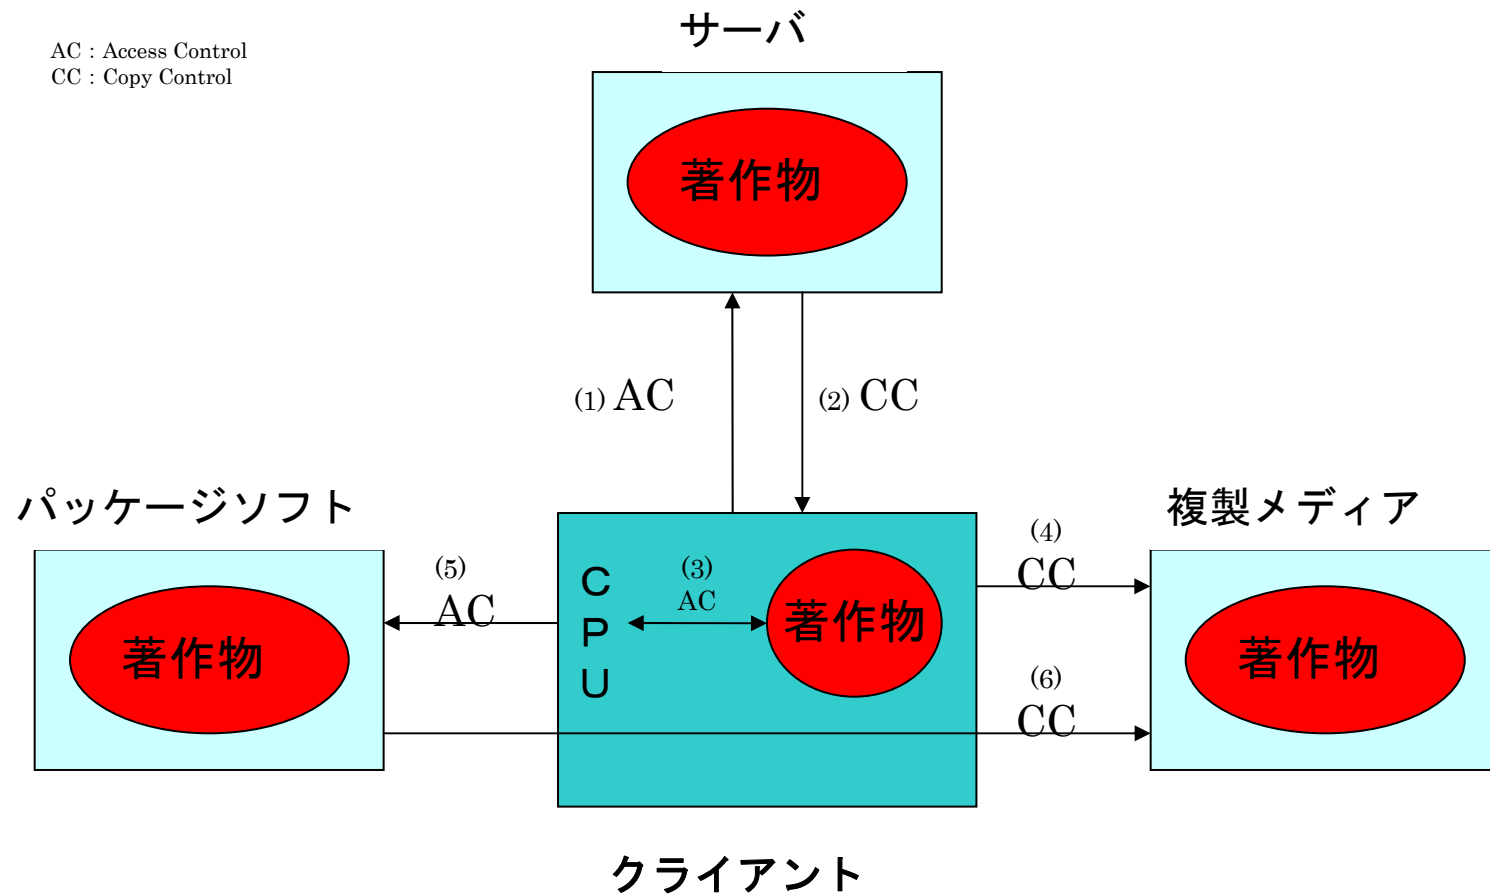 サーバ
AC : Access Control
CC : Copy Control
著作物
(1) AC
(2) CC
パッケージソフト
複製メディア
(5)
AC
著作物
C
P
U
(3)
AC
著作物
(4)
CC
(6)
CC
著作物
クライアント